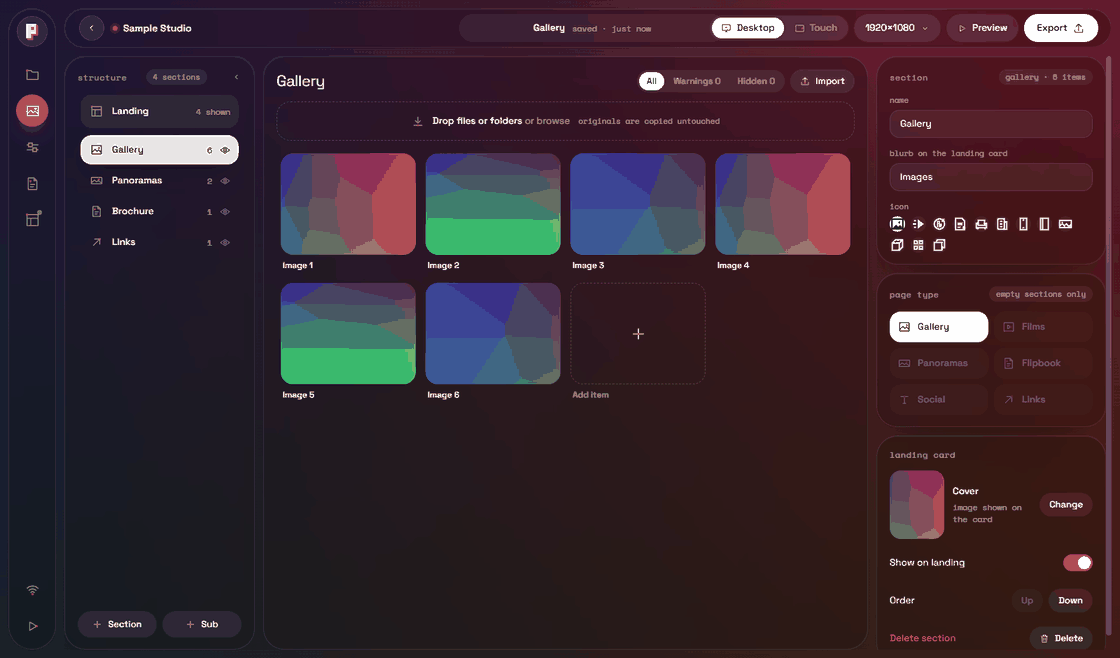 Sample Studio
Gallery saved · just now
Desktop
Touch
1920×1080
Preview
Export
structure 4 sections
Landing 4 shown
Gallery 6
Panoramas 2
Brochure 1
Links 1
+ Section
+ Sub
Gallery
All
Warnings 0
Hidden 0
Import
Drop files or folders or browse originals are copied untouched
Image 1
Image 2
Image 3
Image 4
Image 5
Image 6
Add item
section gallery · 6 items
name
Gallery
blurb on the landing card
Images
icon
page type empty sections only
Gallery
Films
Panoramas
Flipbook
Social
Links
landing card
Cover
image shown on
the card
Change
Show on landing
Order
Up
Down
Delete section
Delete